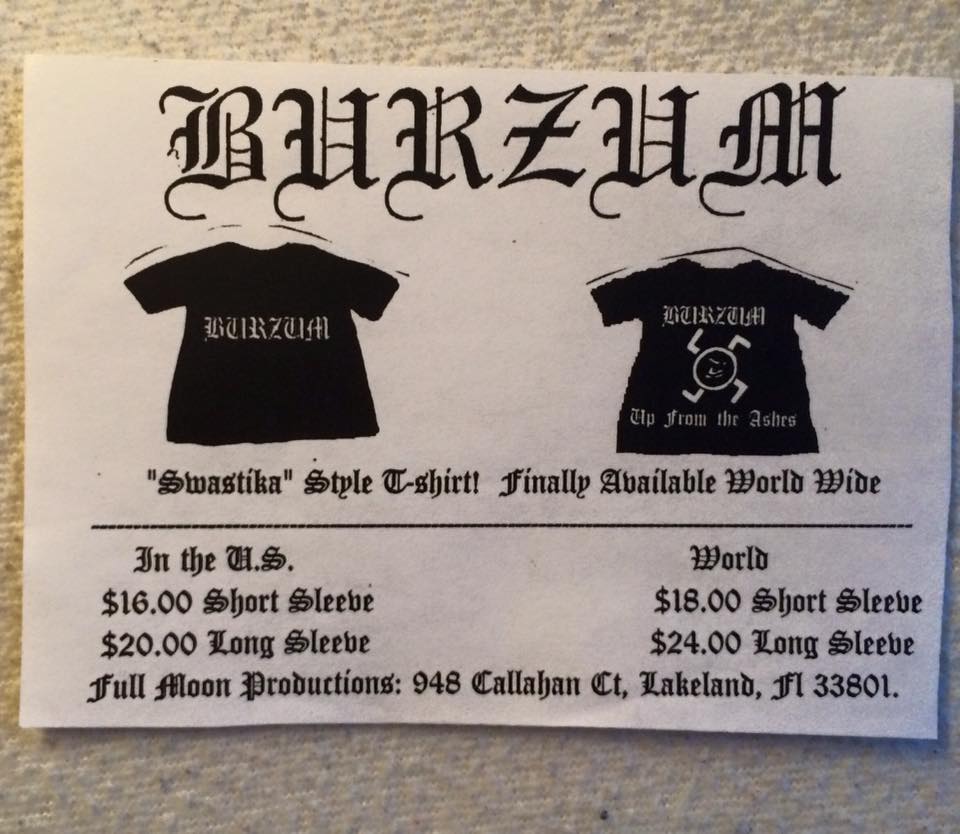 BURZUM
BURZUM
BURZUM
Up From the Ashes
"Swastika" Style T-shirt! Finally Available World Wide
In the U.S.
World
$16.00 Short Sleeve
$18.00 Short Sleeve
$20.00 Long Sleeve
$24.00 Long Sleeve
Full Moon Productions: 948 Callahan Ct, Lakeland, Fl 33801.